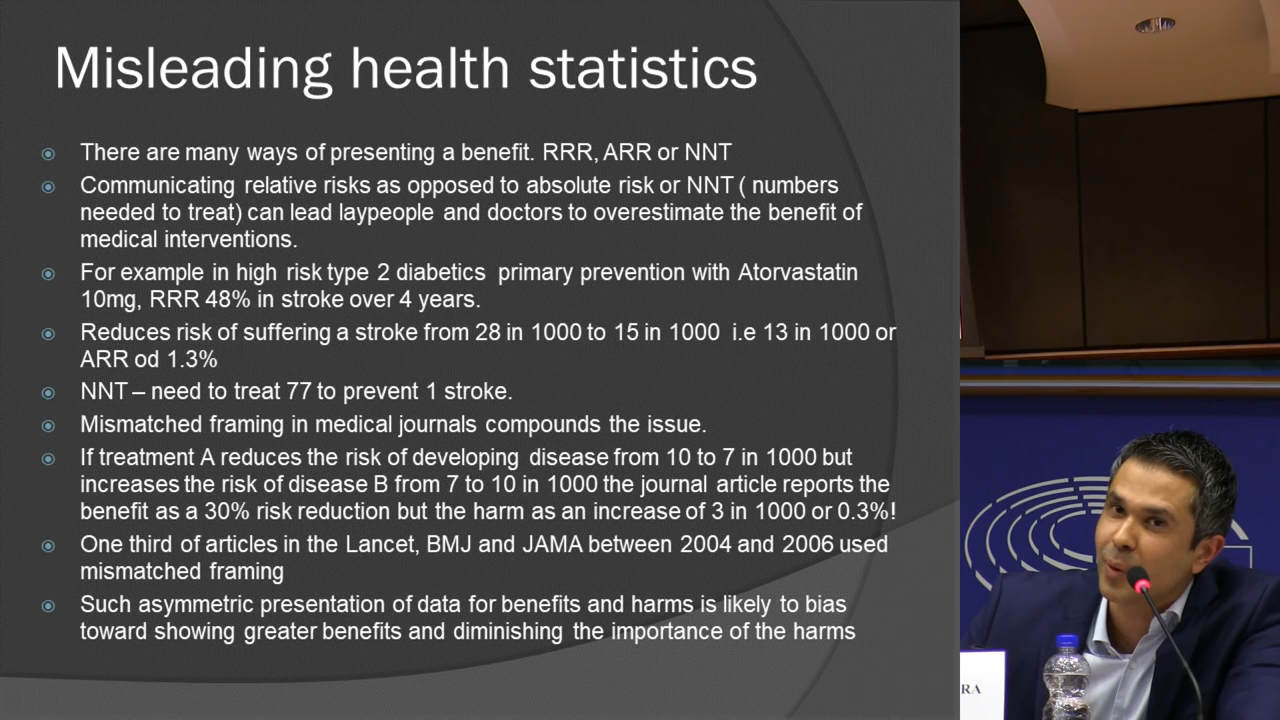 Misleading health statistics
There are many ways of presenting a benefit. RRR, ARR or NNT
Communicating relative risks as opposed to absolute risk or NNT ( numbers
needed to treat) can lead laypeople and doctors to overestimate the benefit of
medical interventions.
For example in high risk type 2 diabetics primary prevention with Atorvastatin
10mg, RRR 48% in stroke over 4 years.
Reduces risk of suffering a stroke from 28 in 1000 to 15 in 1000 i.e 13 in 1000 or
ARR od 1.3%
NNT – need to treat 77 to prevent 1 stroke.
Mismatched framing in medical journals compounds the issue.
If treatment A reduces the risk of developing disease from 10 to 7 in 1000 but
increases the risk of disease B from 7 to 10 in 1000 the journal article reports the
benefit as a 30% risk reduction but the harm as an increase of 3 in 1000 or 0.3%!
One third of articles in the Lancet, BMJ and JAMA between 2004 and 2006 used
mismatched framing
Such asymmetric presentation of data for benefits and harms is likely to bias
toward showing greater benefits and diminishing the importance of the harms
RA